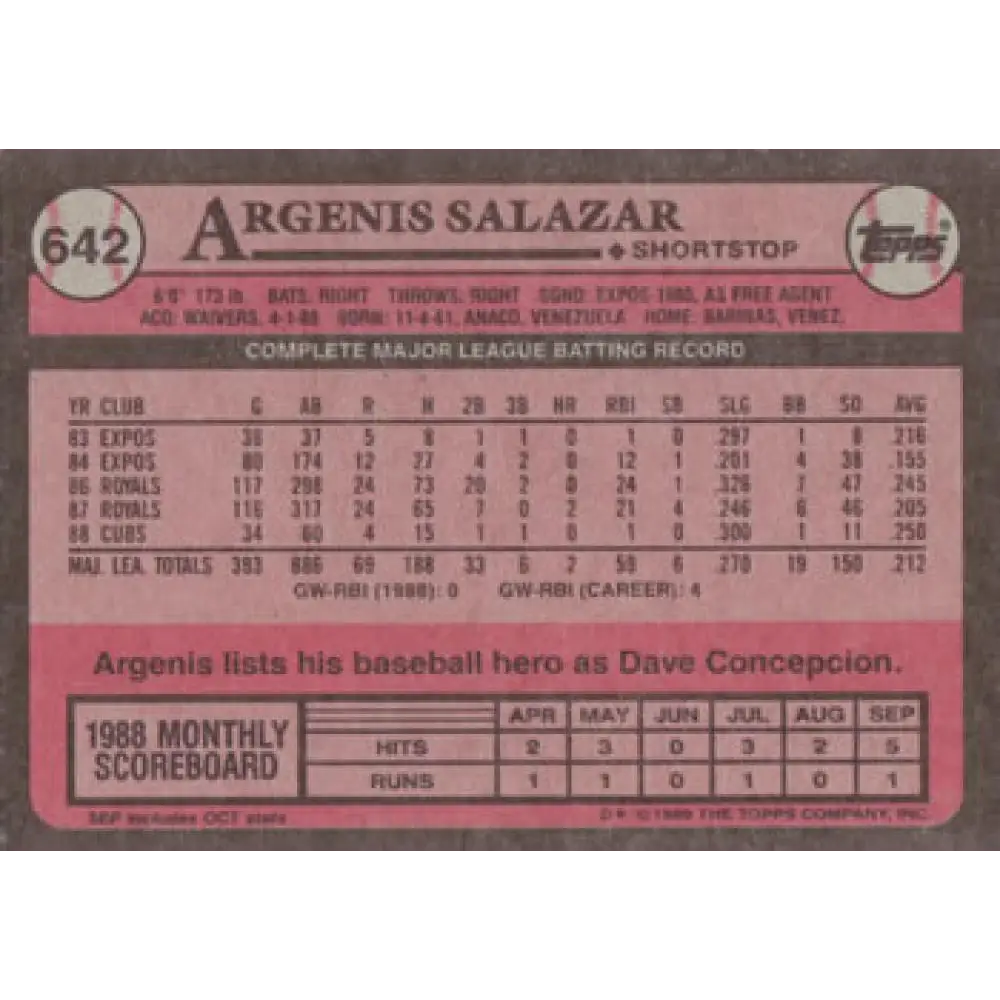 642
ARGENIS SALAZAR
SHORTSTOP
Topps®
6'0" 173 lb. BATS: RIGHT THROWS: RIGHT SGND: EXPOS-1980, AS FREE AGENT
ACQ: WAIVERS, 4-1-88 BORN: 11-4-61, ANACO, VENEZUELA HOME: BARINAS, VENEZ.
COMPLETE MAJOR LEAGUE BATTING RECORD
YR CLUB G AB R H 2B 3B HR RBI SB SLG BB SO AVG
83 EXPOS 36 37 5 8 1 1 0 1 0 .297 1 8 .216
84 EXPOS 80 174 12 27 4 2 0 12 1 .201 4 38 .155
86 ROYALS 117 298 24 73 20 2 0 24 1 .326 7 47 .245
87 ROYALS 116 317 24 65 7 0 2 21 4 .246 6 46 .205
88 CUBS 34 60 4 15 1 1 0 1 0 .300 1 11 .250
MAJ. LEA. TOTALS 393 886 69 188 33 6 2 59 6 .270 19 150 .212
GW-RBI (1988): 0 GW-RBI (CAREER): 4
Argenis lists his baseball hero as Dave Concepcion.
1988 MONTHLY
SCOREBOARD
APR MAY JUN JUL AUG SEP
HITS 2 3 0 3 2 5
RUNS 1 1 0 1 0 1
SEP includes OCT stats
D* © 1989 THE TOPPS COMPANY, INC.